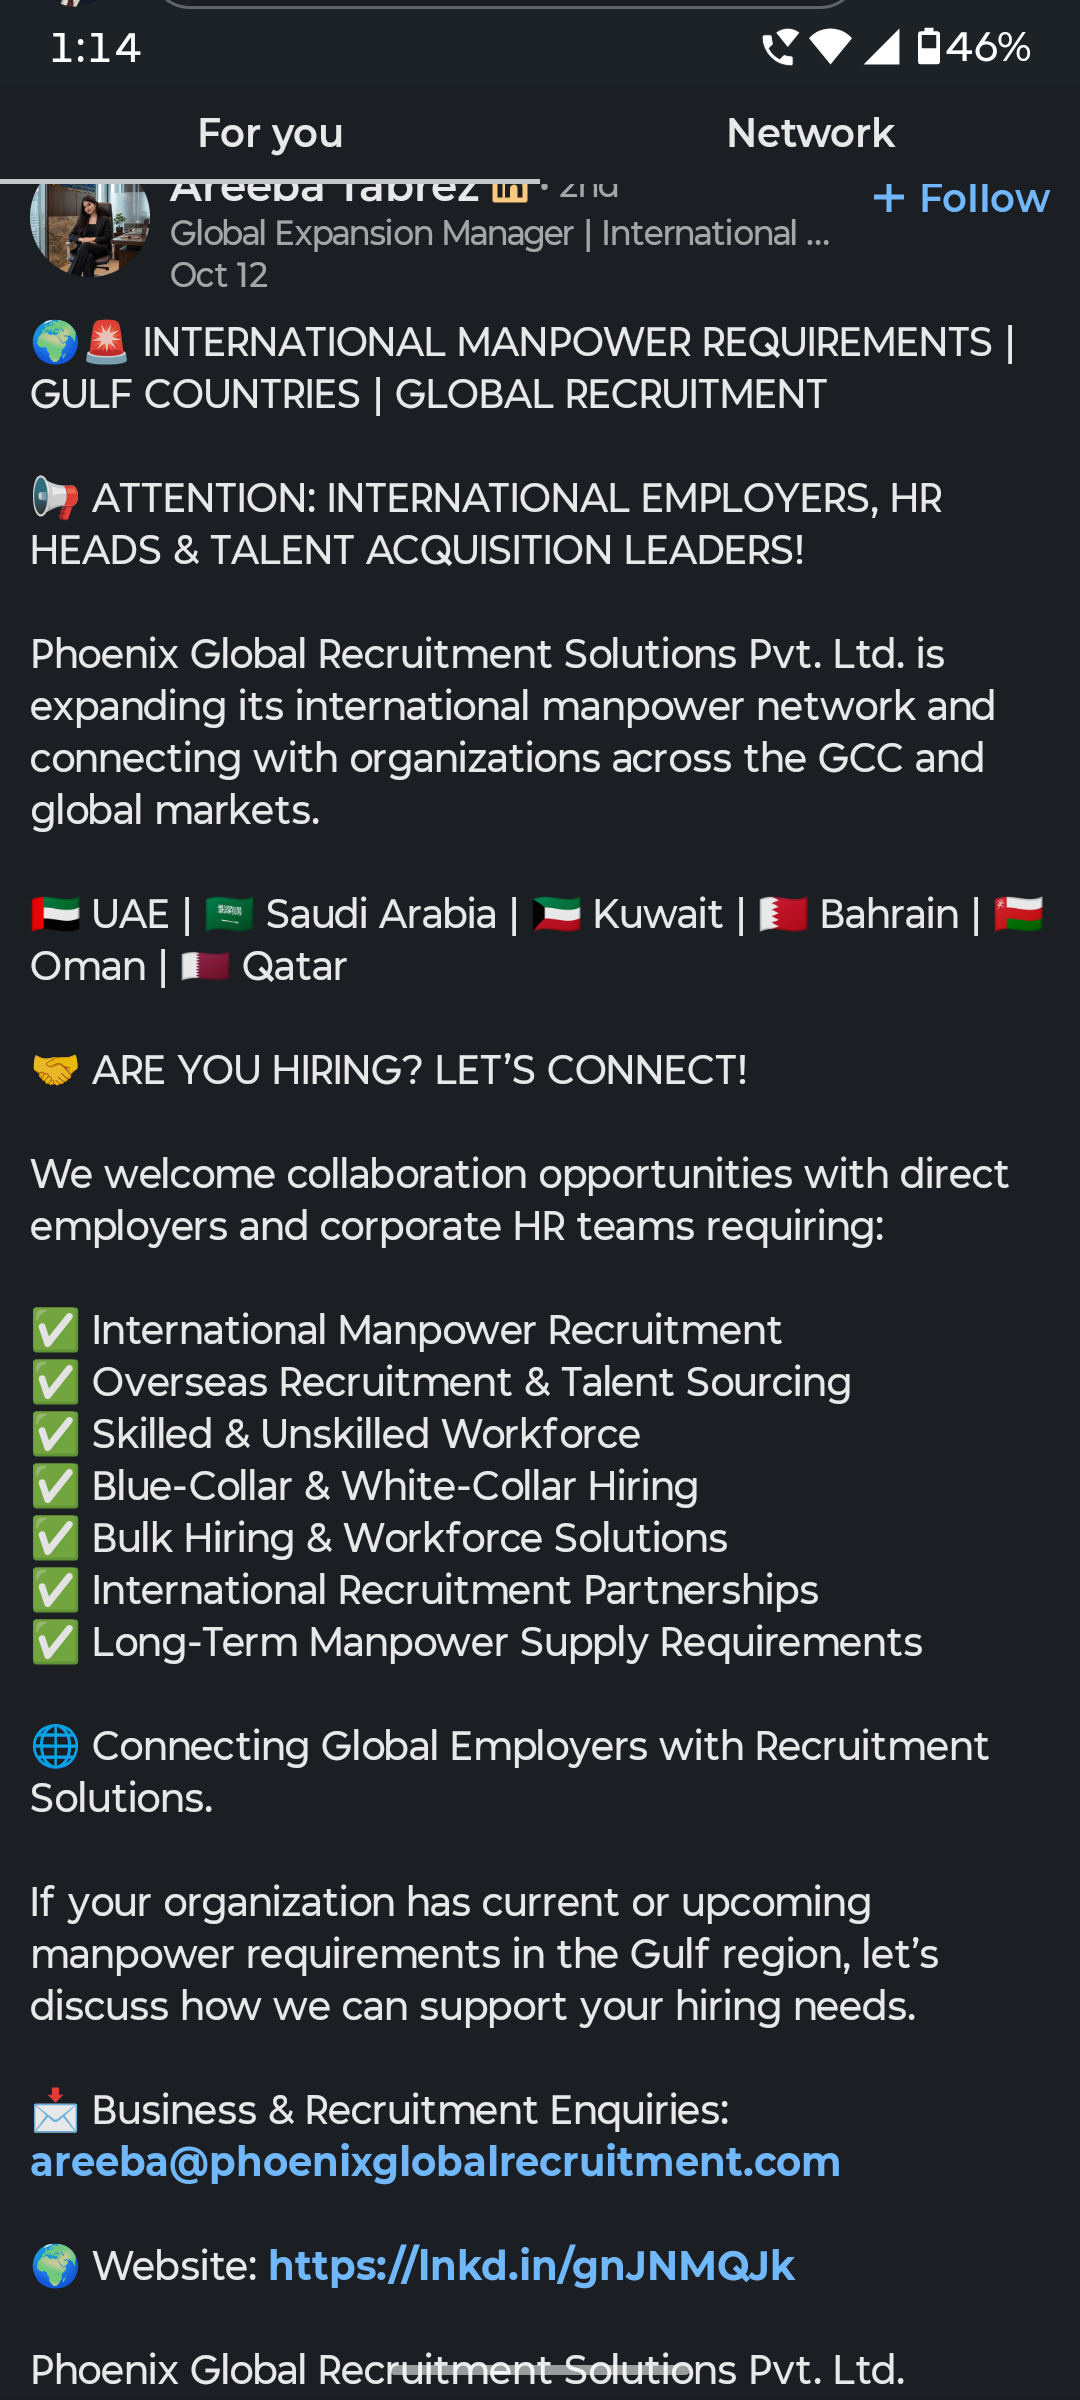 1:14
46%
For you
Network
Areeba Tabrez in • 2nd
+ Follow
Global Expansion Manager | International ...
Oct 12
🌍🚨 INTERNATIONAL MANPOWER REQUIREMENTS |
GULF COUNTRIES | GLOBAL RECRUITMENT
📢 ATTENTION: INTERNATIONAL EMPLOYERS, HR
HEADS & TALENT ACQUISITION LEADERS!
Phoenix Global Recruitment Solutions Pvt. Ltd. is
expanding its international manpower network and
connecting with organizations across the GCC and
global markets.
🇦🇪 UAE | 🇸🇦 Saudi Arabia | 🇰🇼 Kuwait | 🇧🇭 Bahrain | 🇴🇲
Oman | 🇶🇦 Qatar
🤝 ARE YOU HIRING? LET’S CONNECT!
We welcome collaboration opportunities with direct
employers and corporate HR teams requiring:
✅ International Manpower Recruitment
✅ Overseas Recruitment & Talent Sourcing
✅ Skilled & Unskilled Workforce
✅ Blue-Collar & White-Collar Hiring
✅ Bulk Hiring & Workforce Solutions
✅ International Recruitment Partnerships
✅ Long-Term Manpower Supply Requirements
🌐 Connecting Global Employers with Recruitment
Solutions.
If your organization has current or upcoming
manpower requirements in the Gulf region, let’s
discuss how we can support your hiring needs.
📩 Business & Recruitment Enquiries:
areeba@phoenixglobalrecruitment.com
🌍 Website: https://lnkd.in/gnJNMQJk
Phoenix Global Recruitment Solutions Pvt. Ltd.